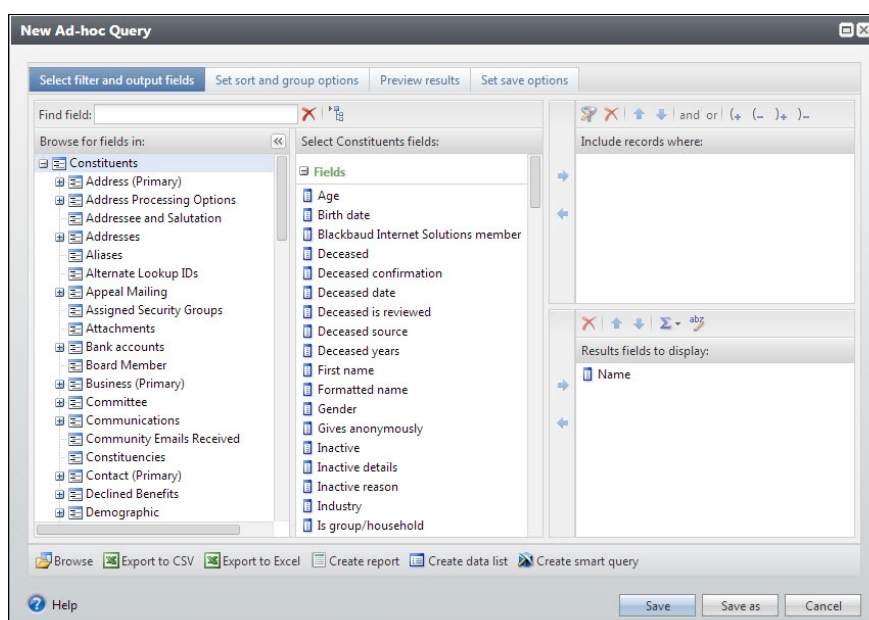 New Ad-hoc Query
Select filter and output fields
Set sort and group options
Preview results
Set save options
Find field:
and or (+ (- )+ )-
Browse for fields in:
Select Constituents fields:
Include records where:
Constituents
Address (Primary)
Address Processing Options
Addressee and Salutation
Addresses
Aliases
Alternate Lookup IDs
Appeal Mailing
Assigned Security Groups
Attachments
Bank accounts
Board Member
Business (Primary)
Committee
Communications
Community Emails Received
Constituencies
Contact (Primary)
Declined Benefits
Demographic
Fields
Age
Birth date
Blackbaud Internet Solutions member
Deceased
Deceased confirmation
Deceased date
Deceased is reviewed
Deceased source
Deceased years
First name
Formatted name
Gender
Gives anonymously
Inactive
Inactive details
Inactive reason
Industry
Is group/household
Σ abz
Results fields to display:
Name
Browse
Export to CSV
Export to Excel
Create report
Create data list
Create smart query
Help
Save
Save as
Cancel